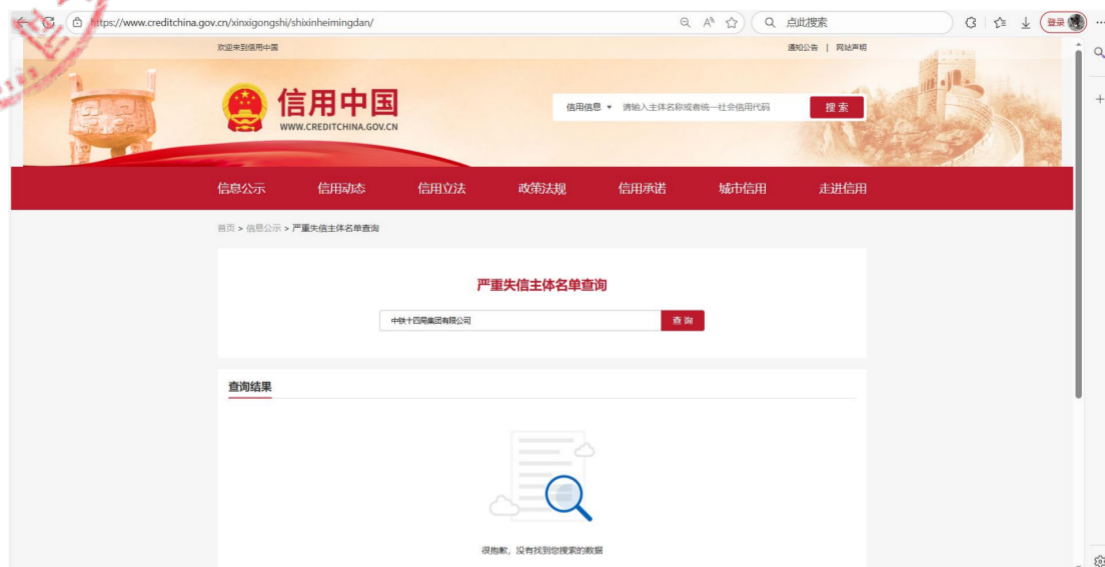 https://www.creditchina.gov.cn/xinxigongshi/shixinheimingdan/
点此搜索
登录
欢迎来到信用中国
通知公告 | 网站声明
信用中国
WWW.CREDITCHINA.GOV.CN
信用信息 请输入主体名称或者统一社会信用代码 搜索
信息公示 信用动态 信用立法 政策法规 信用承诺 城市信用 走进信用
首页 > 信息公示 > 严重失信主体名单查询
严重失信主体名单查询
中铁十四局集团有限公司 查询
查询结果
很抱歉，没有找到您搜索的数据